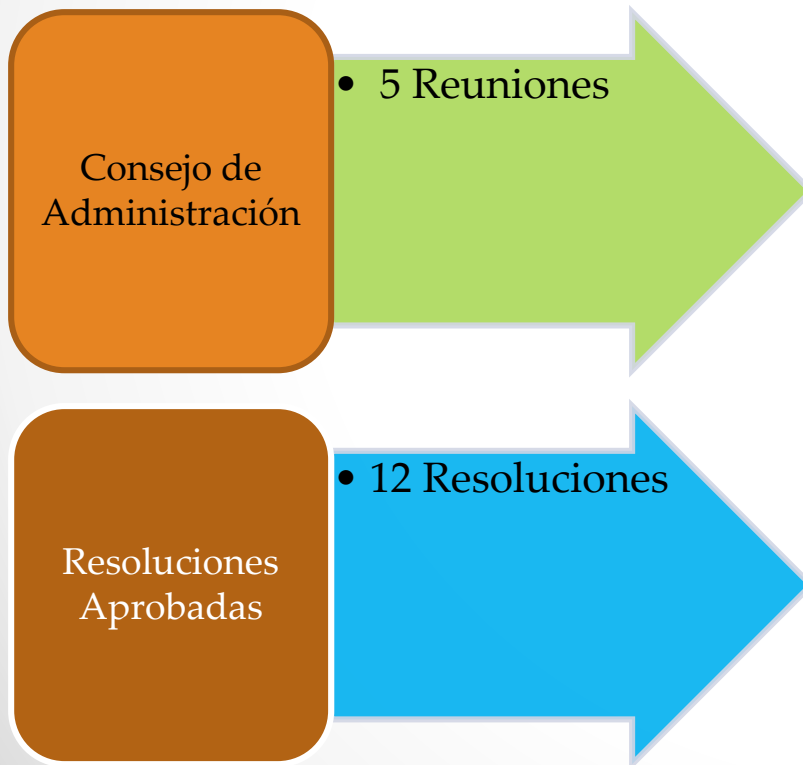 Consejo de
Administración
• 5 Reuniones
Resoluciones
Aprobadas
• 12 Resoluciones